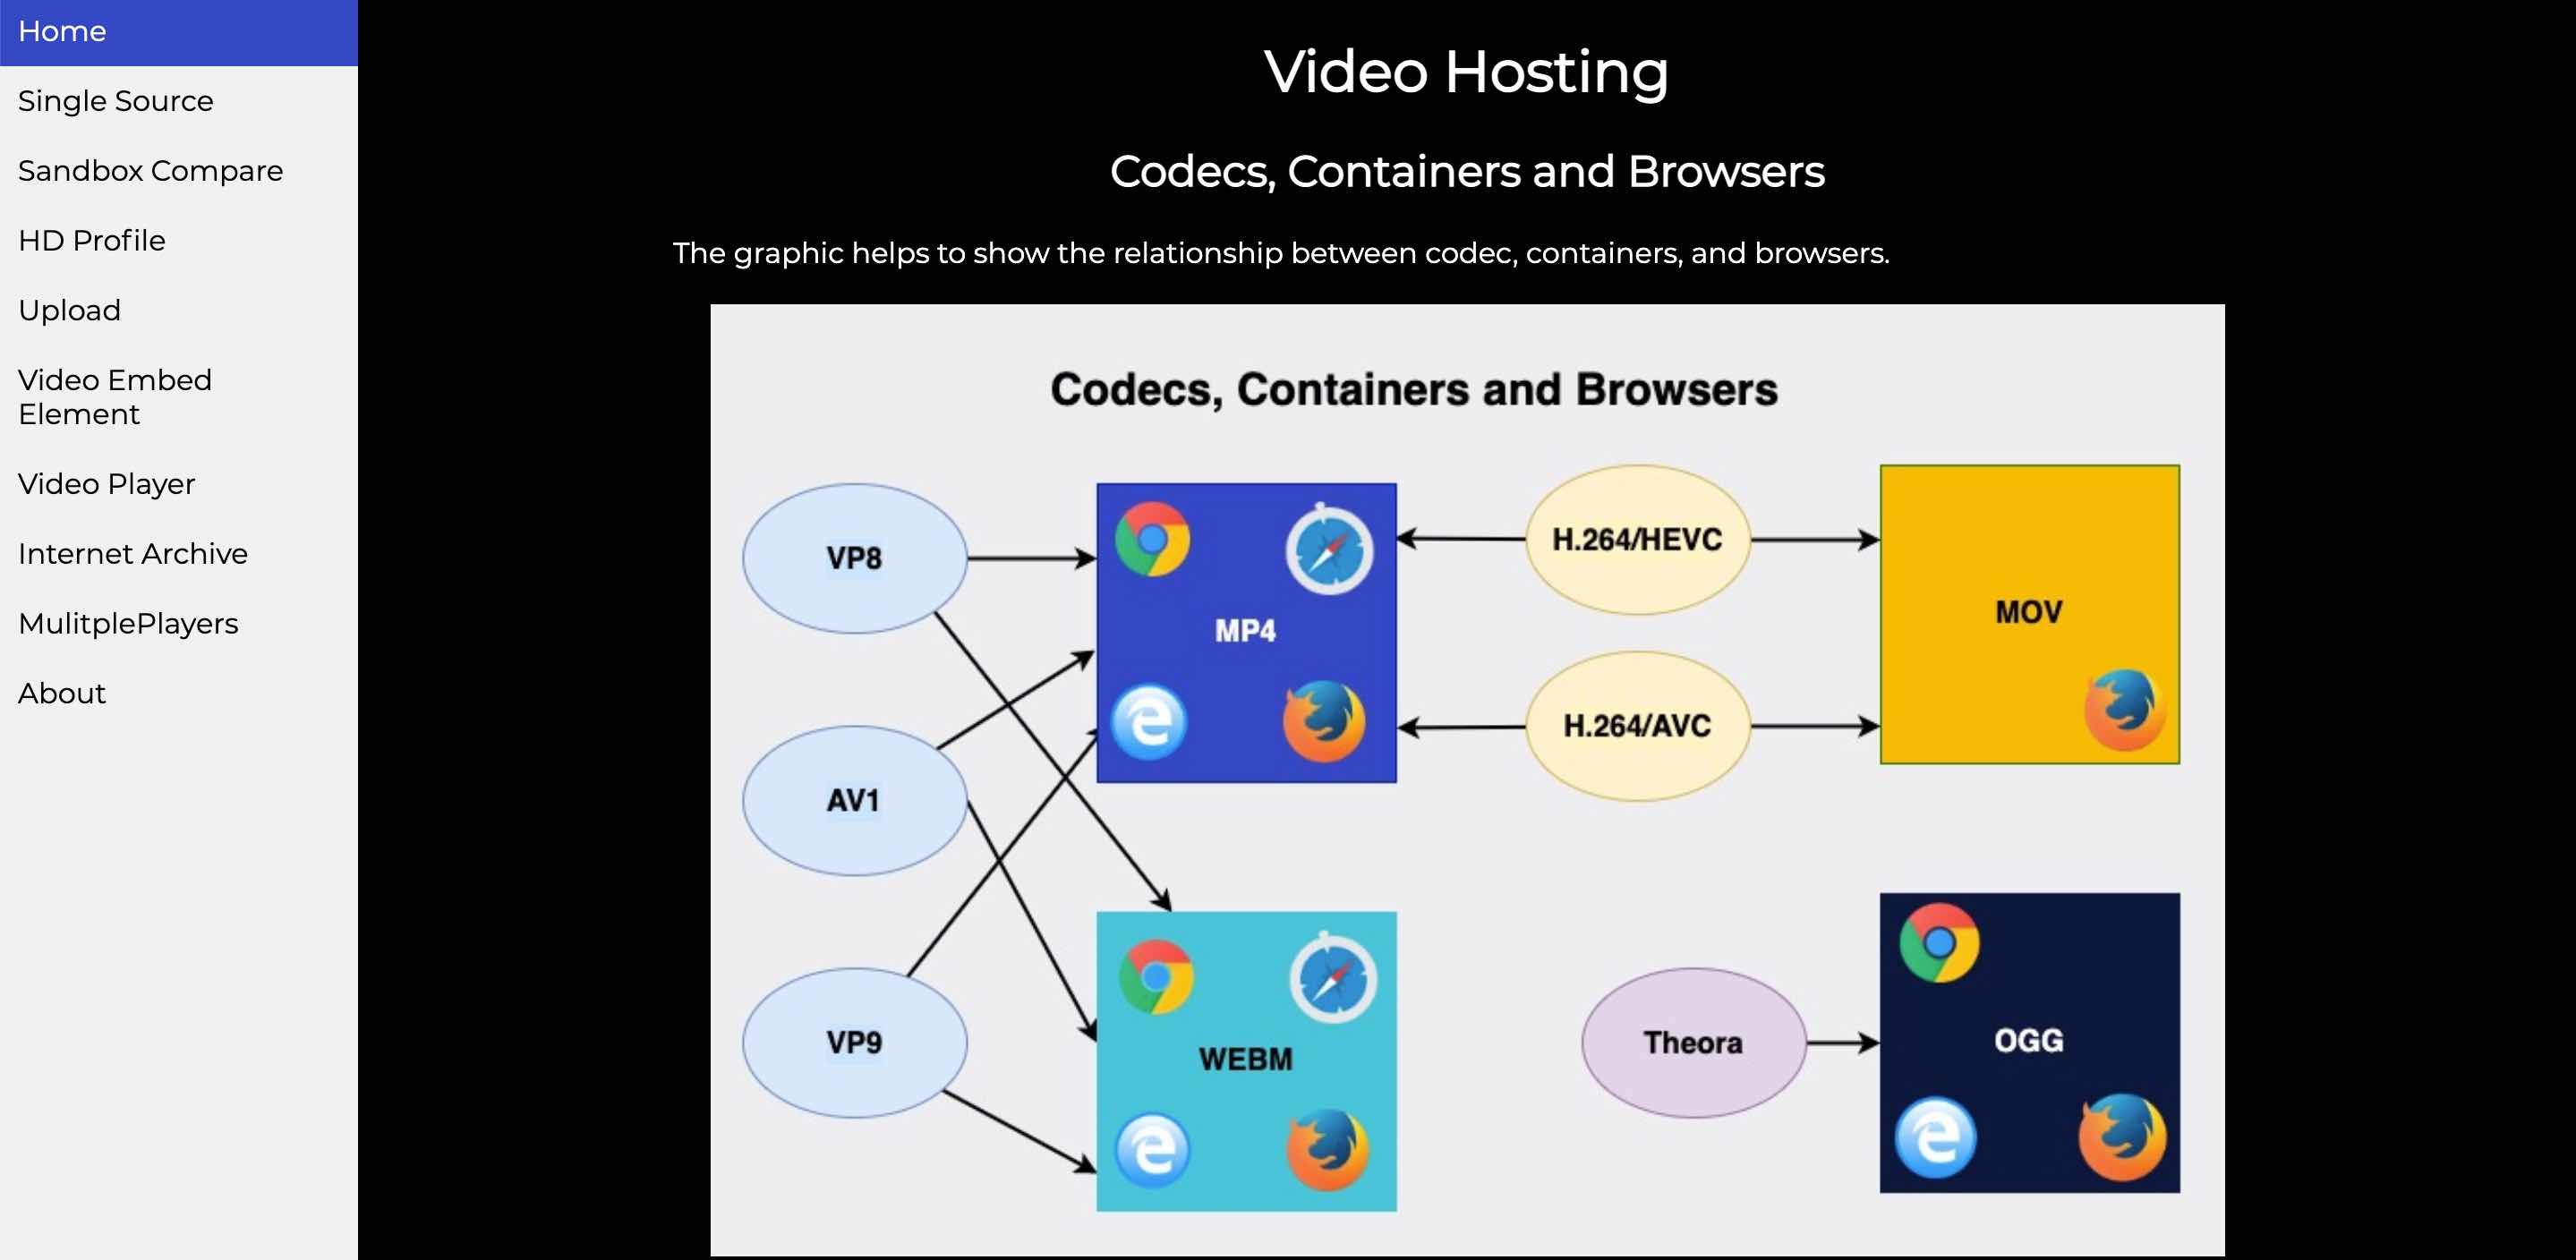 Home
Single Source
Sandbox Compare
HD Profile
Upload
Video Embed
Element
Video Player
Internet Archive
MulitplePlayers
About
Video Hosting
Codecs, Containers and Browsers
The graphic helps to show the relationship between codec, containers, and browsers.
Codecs, Containers and Browsers
VP8
AV1
VP9
MP4
WEBM
H.264/HEVC
H.264/AVC
Theora
MOV
OGG